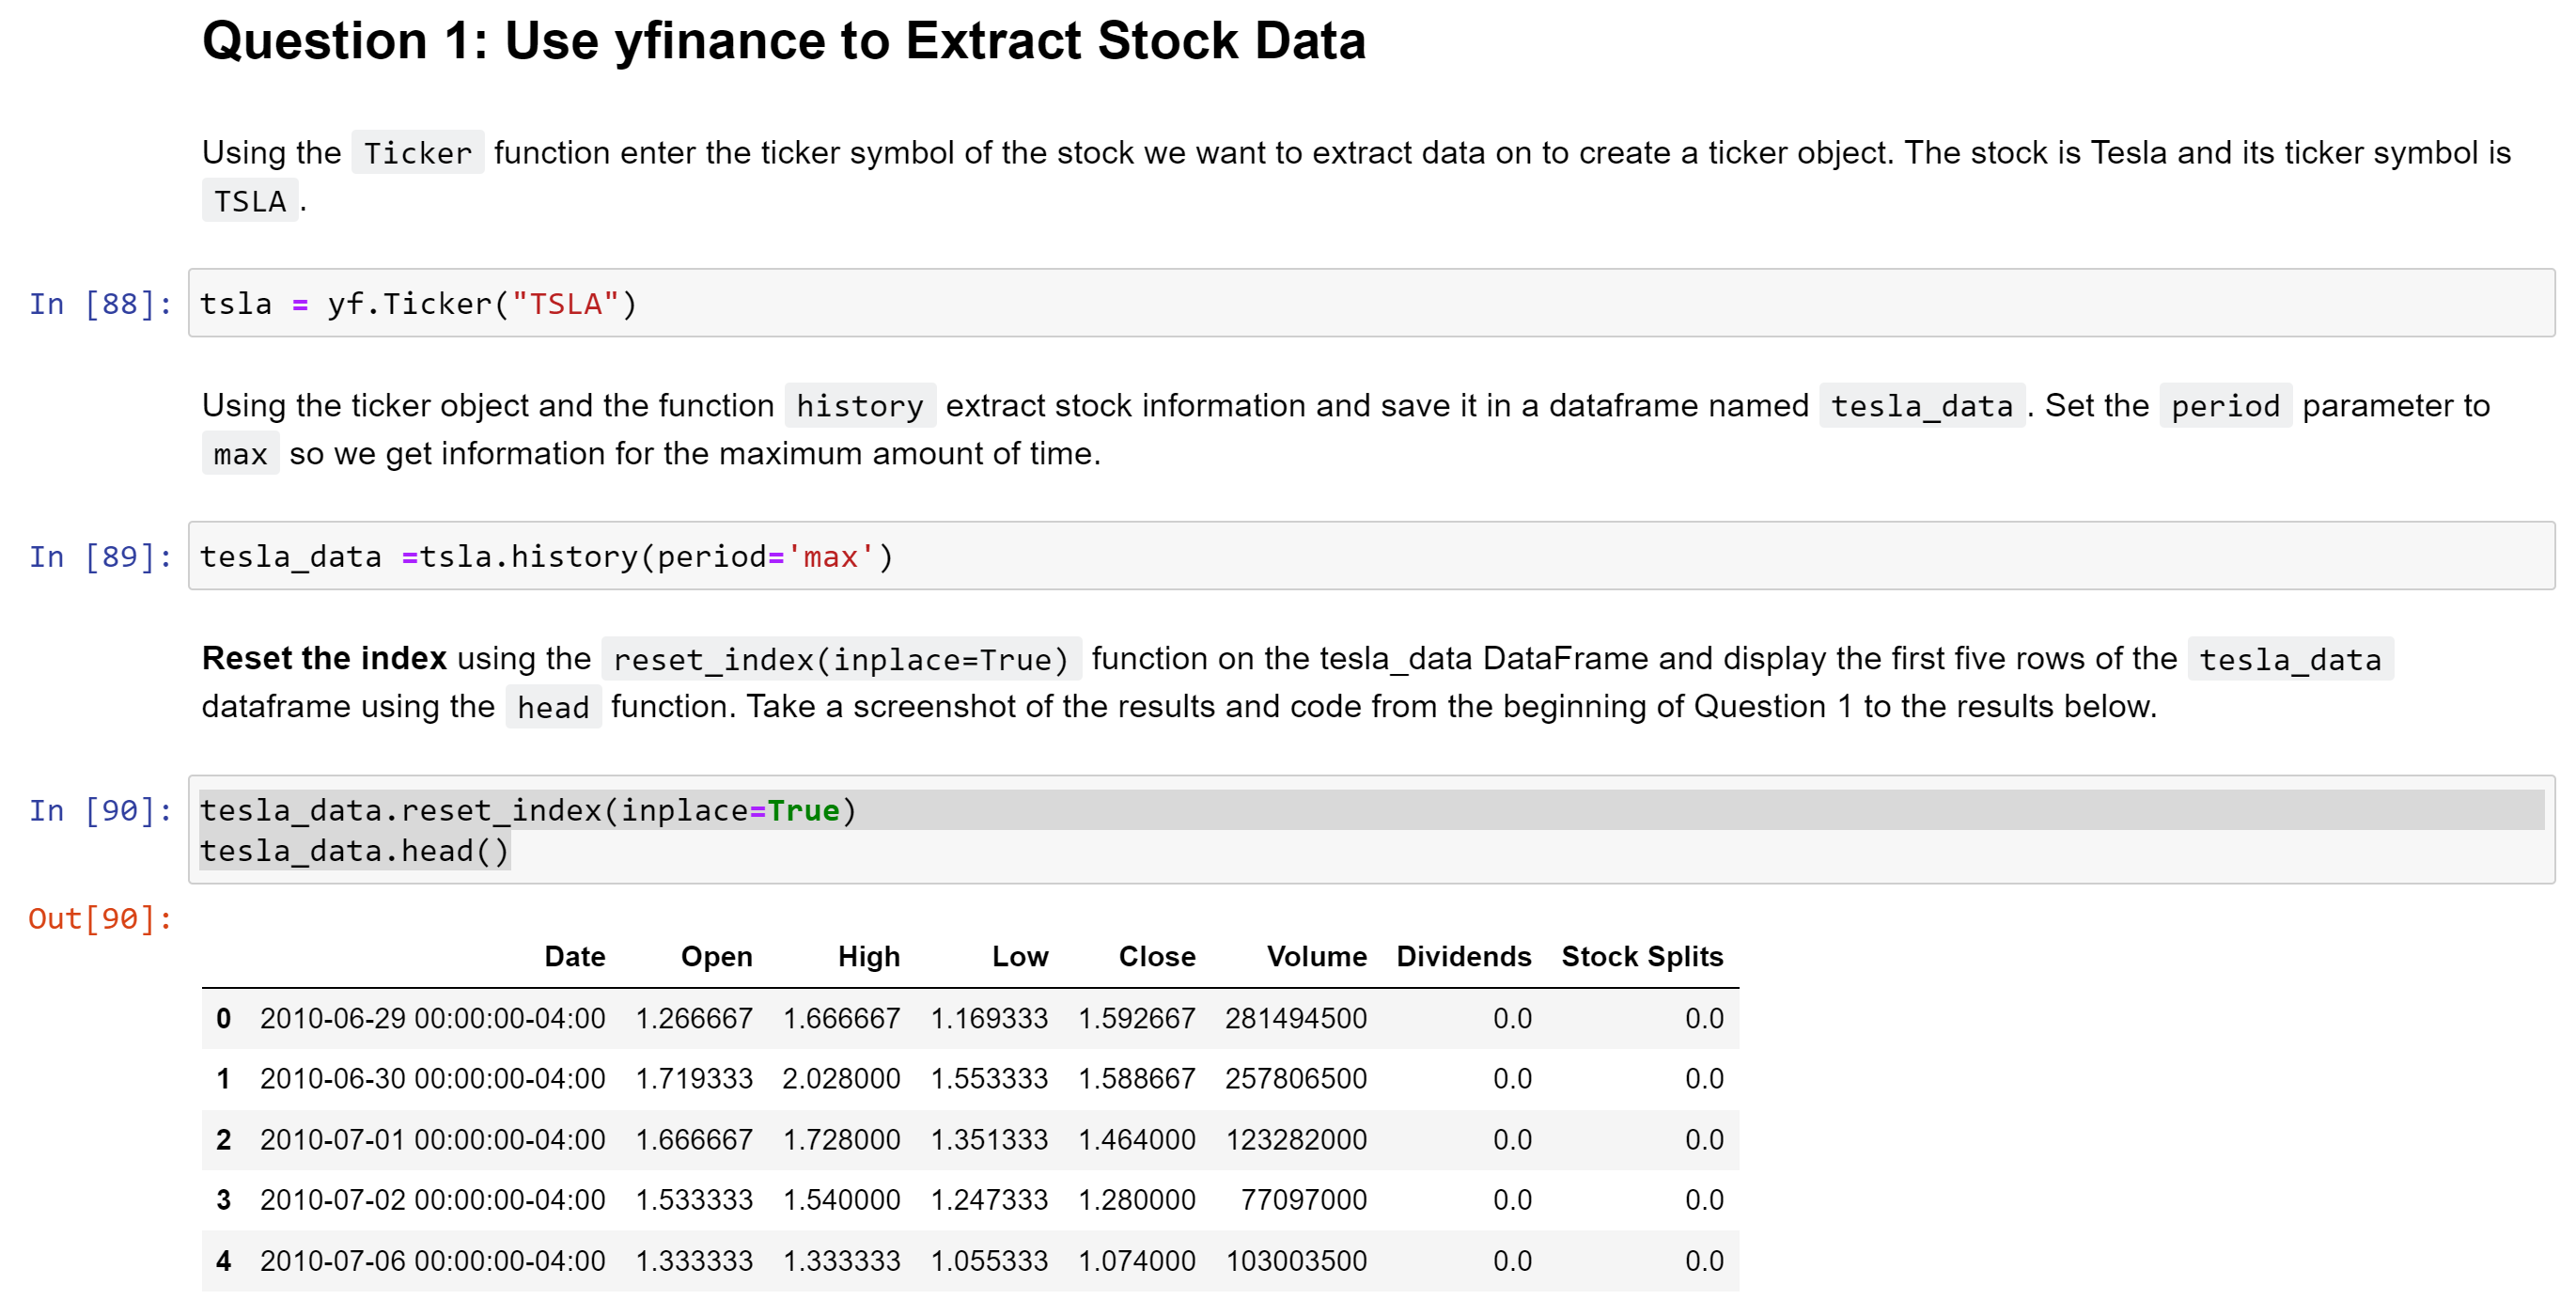 Question 1: Use yfinance to Extract Stock Data
Using the Ticker function enter the ticker symbol of the stock we want to extract data on to create a ticker object. The stock is Tesla and its ticker symbol is
TSLA .
In [88]: tsla = yf.Ticker("TSLA")
Using the ticker object and the function history extract stock information and save it in a dataframe named tesla_data . Set the period parameter to
max so we get information for the maximum amount of time.
In [89]: tesla_data =tsla.history(period='max')
Reset the index using the reset_index(inplace=True) function on the tesla_data DataFrame and display the first five rows of the tesla_data
dataframe using the head function. Take a screenshot of the results and code from the beginning of Question 1 to the results below.
In [90]: tesla_data.reset_index(inplace=True)
tesla_data.head()
Out[90]:
Date Open High Low Close Volume Dividends Stock Splits
0 2010-06-29 00:00:00-04:00 1.266667 1.666667 1.169333 1.592667 281494500 0.0 0.0
1 2010-06-30 00:00:00-04:00 1.719333 2.028000 1.553333 1.588667 257806500 0.0 0.0
2 2010-07-01 00:00:00-04:00 1.666667 1.728000 1.351333 1.464000 123282000 0.0 0.0
3 2010-07-02 00:00:00-04:00 1.533333 1.540000 1.247333 1.280000 77097000 0.0 0.0
4 2010-07-06 00:00:00-04:00 1.333333 1.333333 1.055333 1.074000 103003500 0.0 0.0